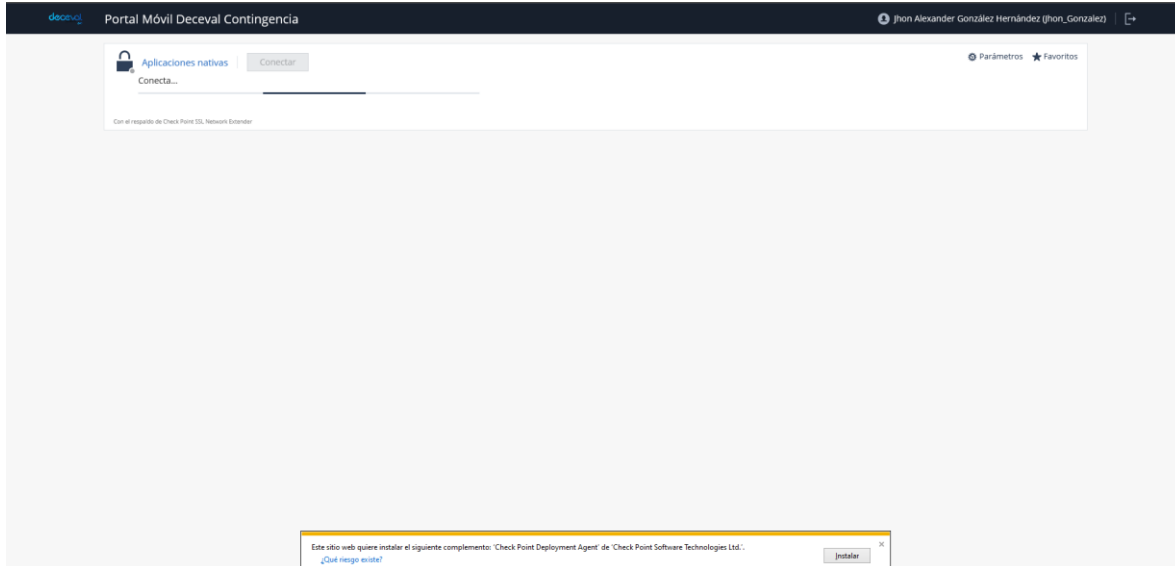 deceval.
Portal Móvil Deceval Contingencia
Jhon Alexander González Hernández (Jhon_Gonzalez)
Aplicaciones nativas
Conectar
Parámetros
Favoritos
Conecta...
Con el respaldo de Check Point SSL Network Extender
Este sitio web quiere instalar el siguiente complemento: 'Check Point Deployment Agent' de 'Check Point Software Technologies Ltd.'.
¿Qué riesgo existe?
Instalar